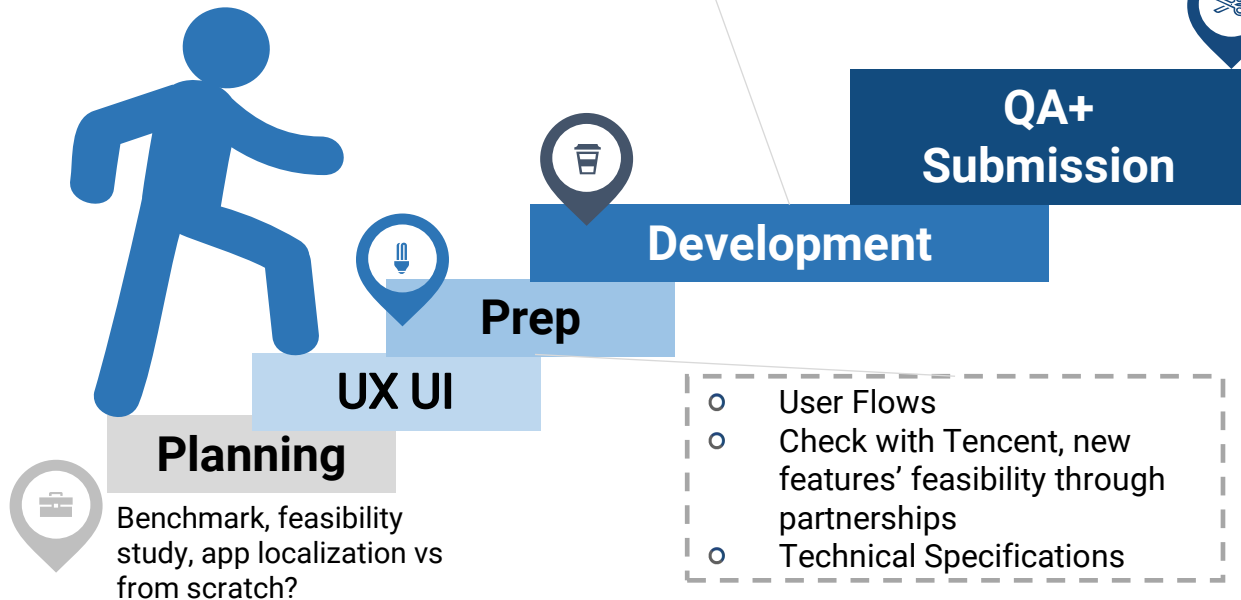 QA+
Submission
Development
Prep
UX UI
Planning
Benchmark, feasibility
study, app localization vs
from scratch?
User Flows
Check with Tencent, new
features’ feasibility through
partnerships
Technical Specifications